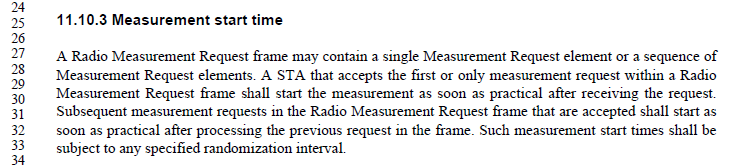 24
25 11.10.3 Measurement start time
26
27 A Radio Measurement Request frame may contain a single Measurement Request element or a sequence of
28 Measurement Request elements. A STA that accepts the first or only measurement request within a Radio
29
30 Measurement Request frame shall start the measurement as soon as practical after receiving the request.
31 Subsequent measurement requests in the Radio Measurement Request frame that are accepted shall start as
32 soon as practical after processing the previous request in the frame. Such measurement start times shall be
33 subject to any specified randomization interval.
34